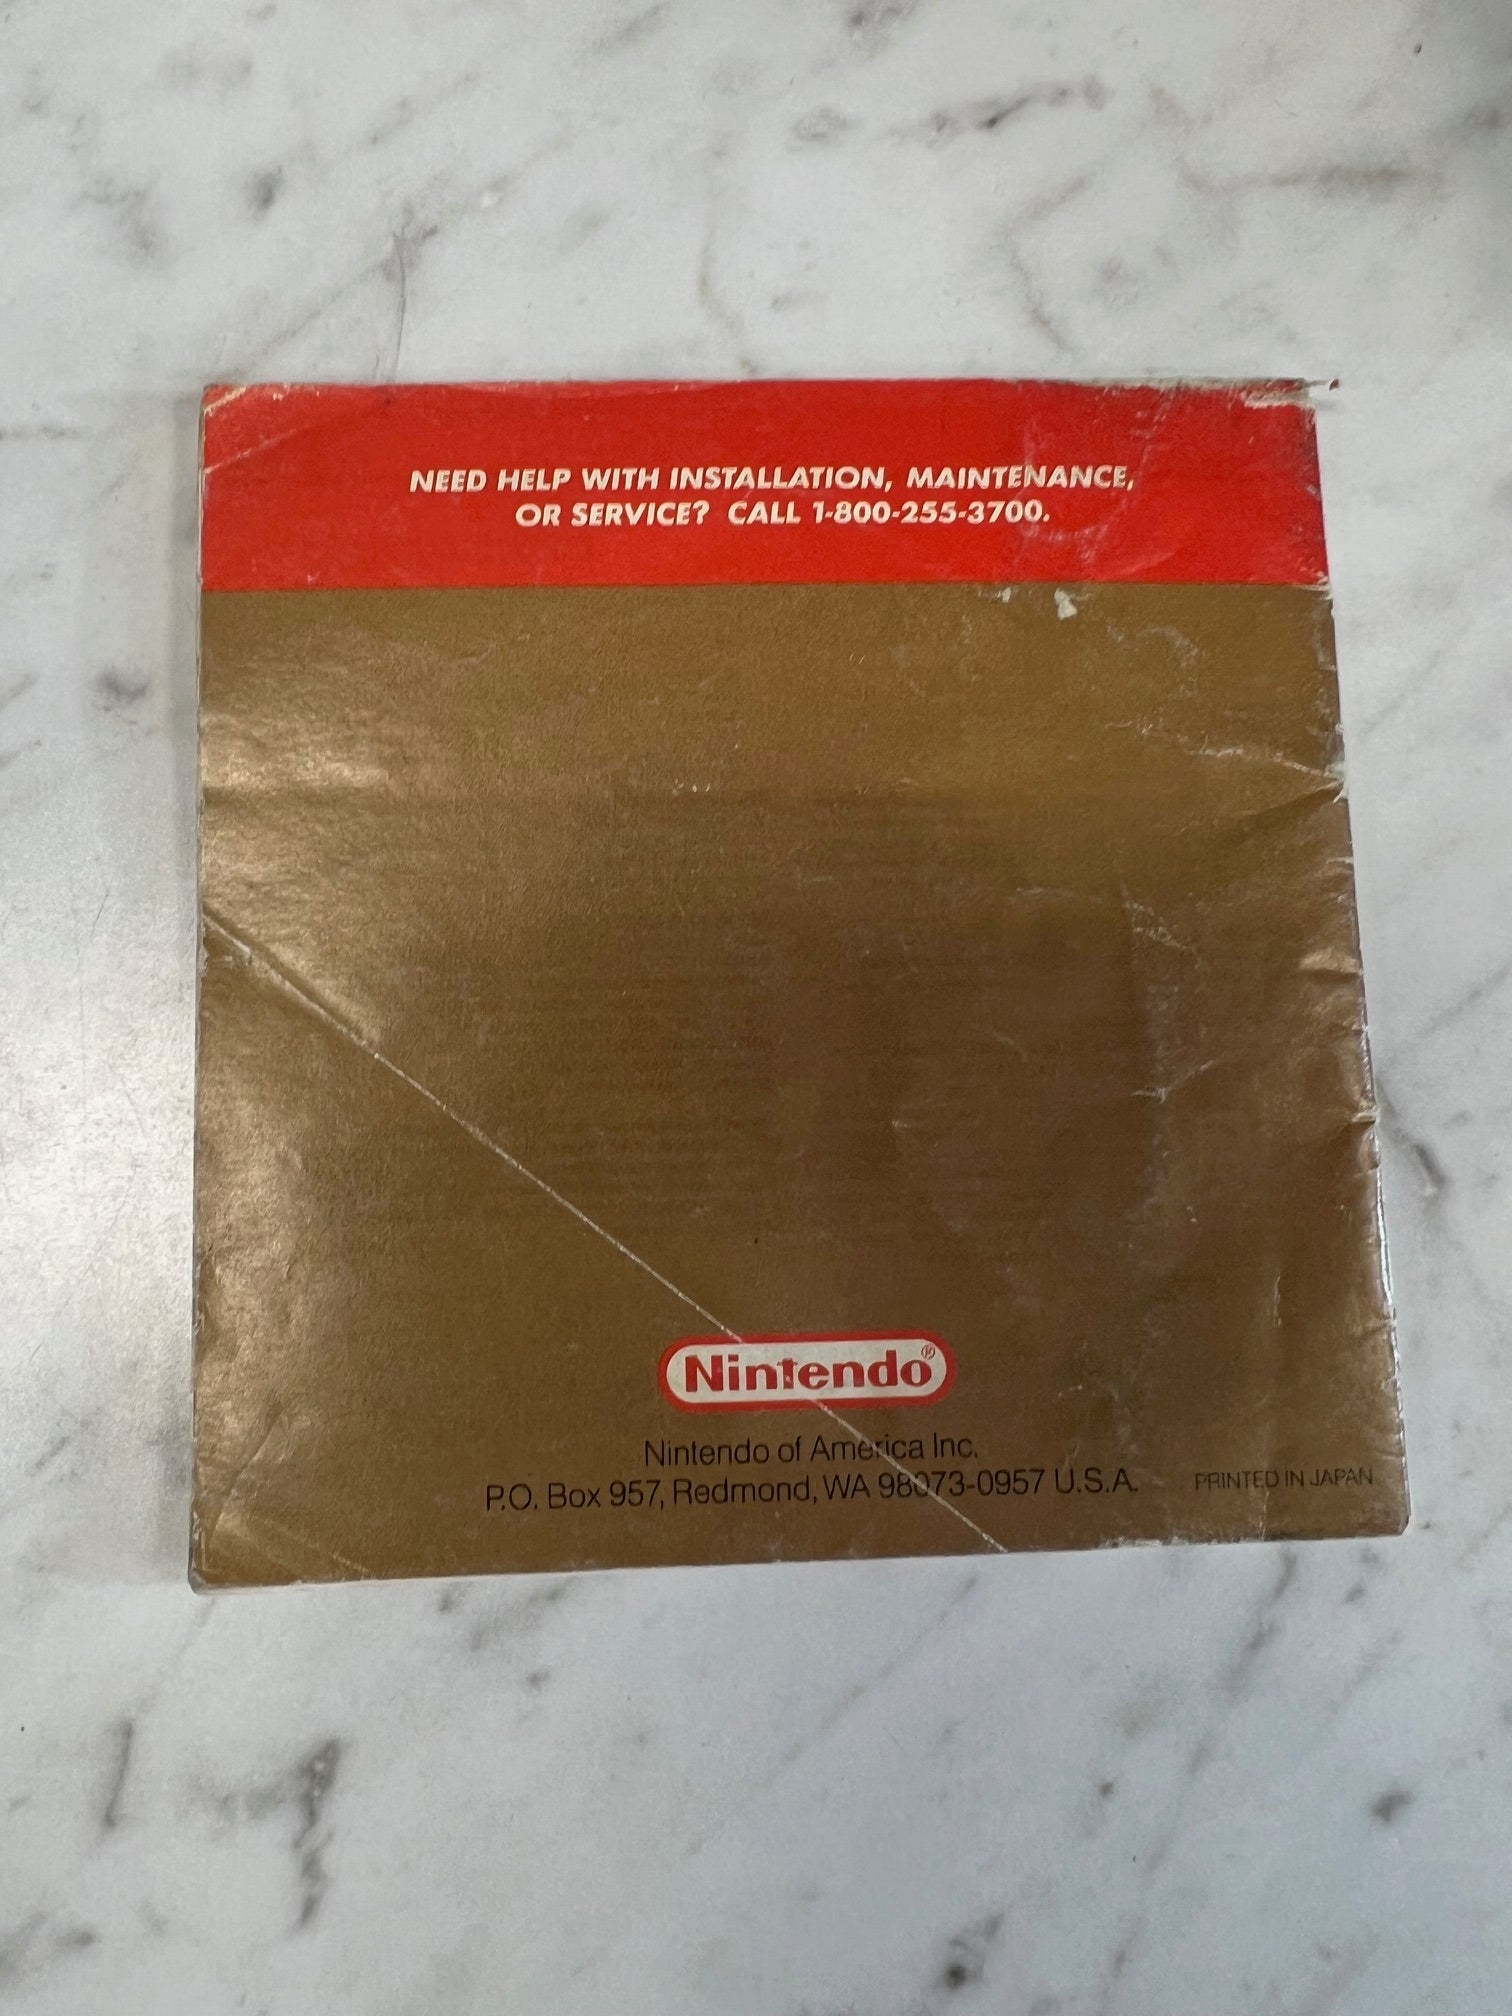 NEED HELP WITH INSTALLATION, MAINTENANCE,
OR SERVICE? CALL 1-800-255-3700.
Nintendo®
Nintendo of America Inc.
P.O. Box 957, Redmond, WA 98073-0957 U.S.A.
PRINTED IN JAPAN